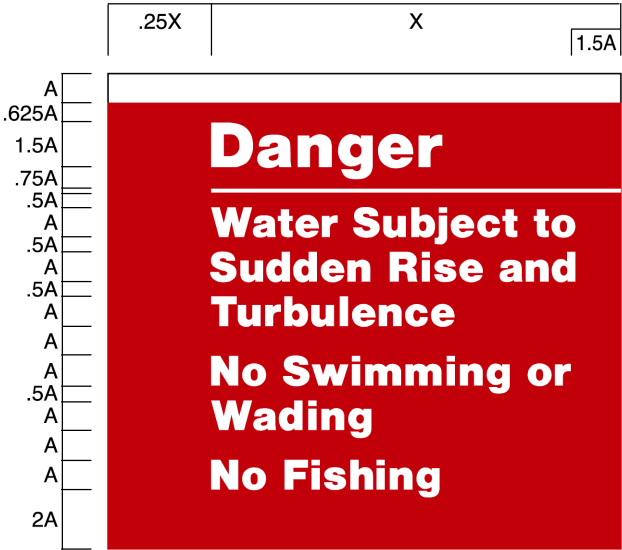 .25X X
1.5A
A
.625A
1.5A
.75A
.5A
A
.5A
A
.5A
A
A
A
.5A
A
A
A
2A
Danger
Water Subject to
Sudden Rise and
Turbulence
No Swimming or
Wading
No Fishing